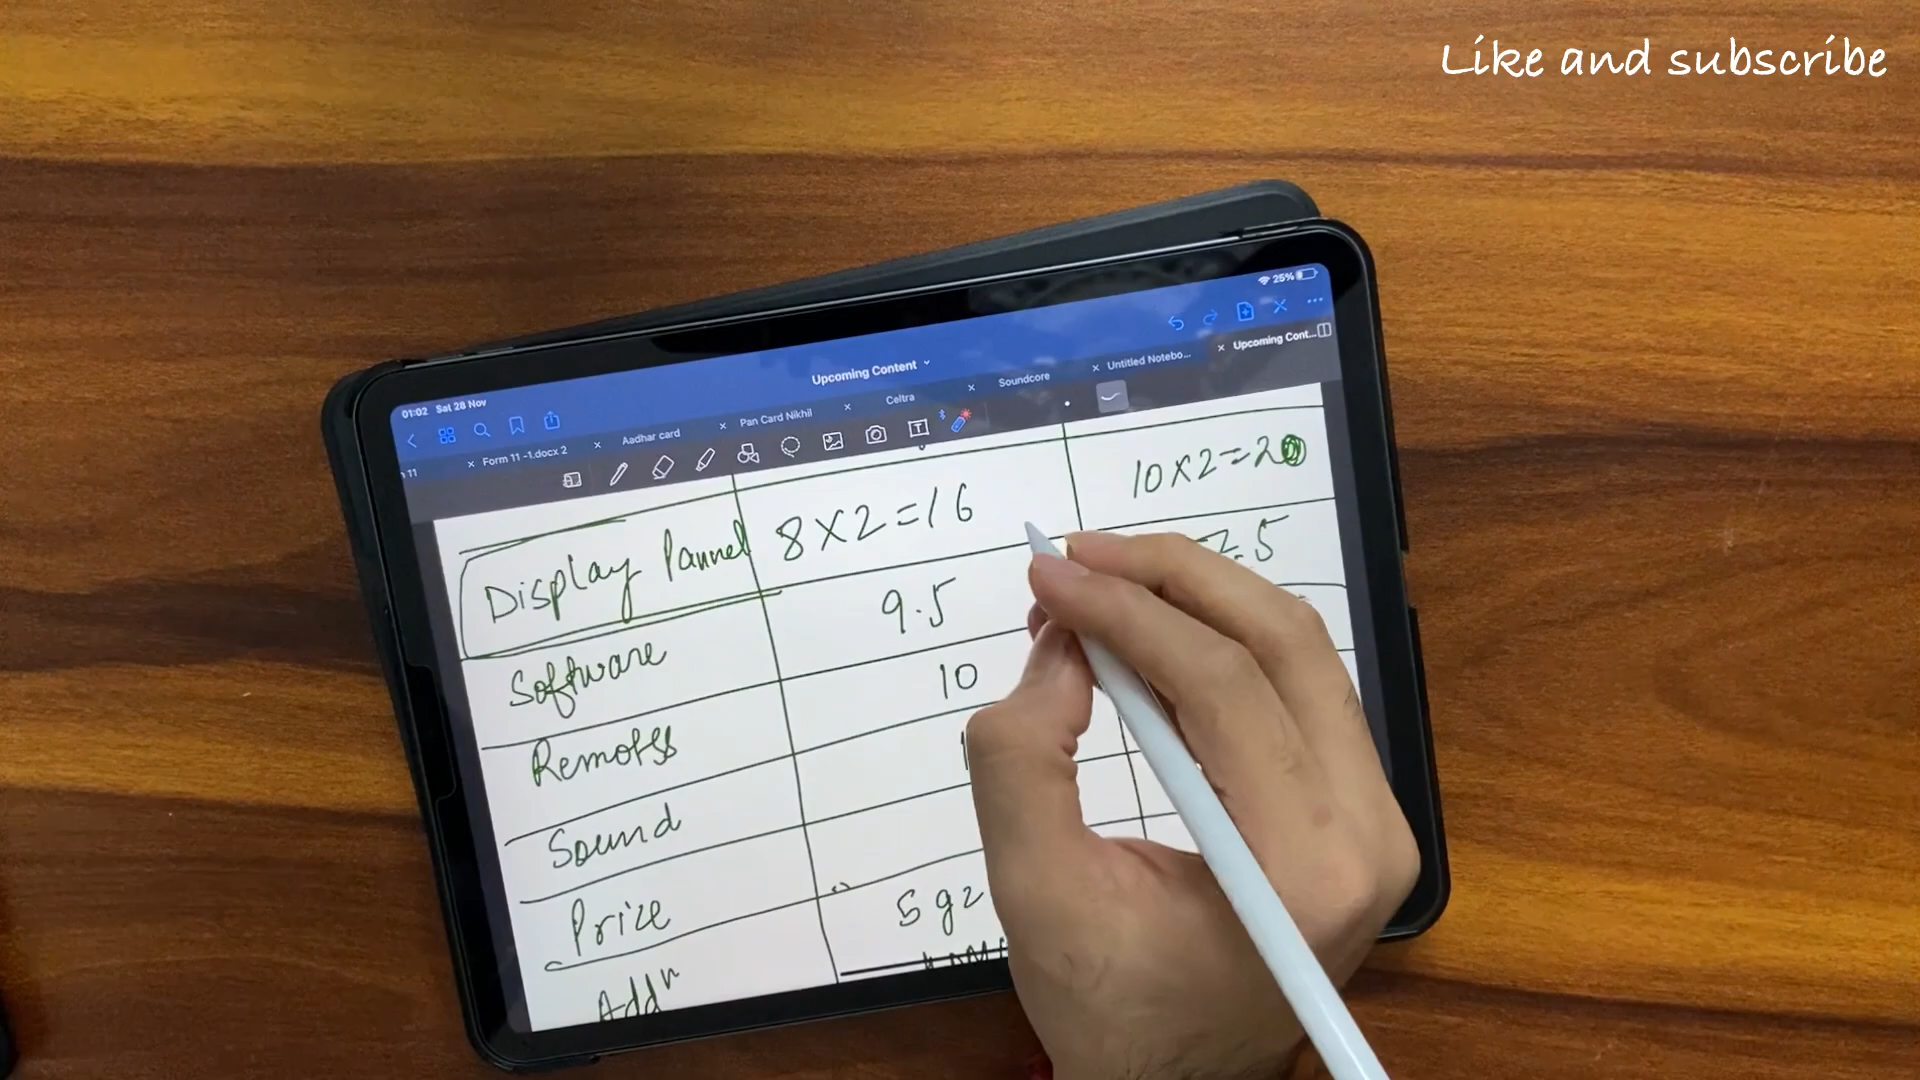 Like and subscribe
25%
01:02 Sat 28 Nov
Upcoming Content
11 × Form 11 -1.docx 2 × Aadhar card × Pan Card Nikhil × Celtra × Soundcore × Untitled Notebo... × Upcoming Cont...
T
Display Pannel 8X2=16 10X2=20
Software 9.5 .5
Remotes 10
Sound
Prize
Add